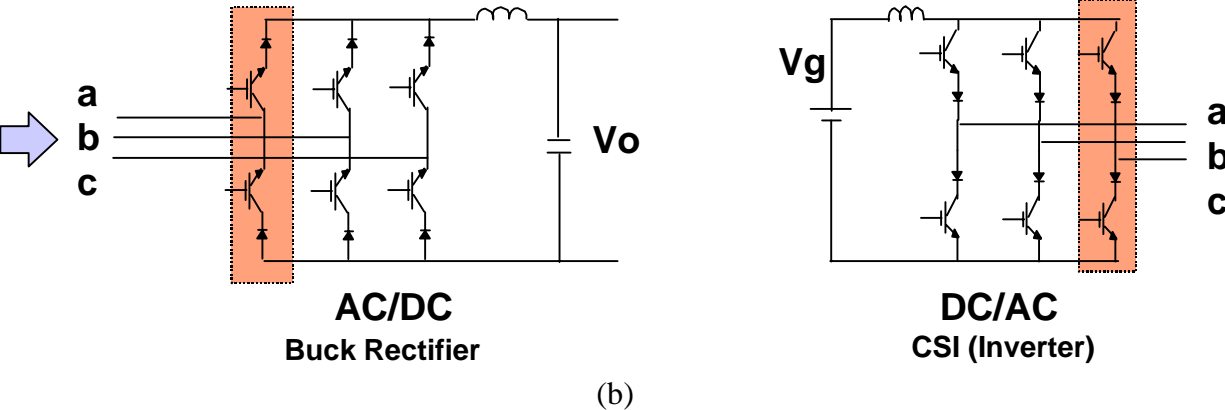 a
b
c
Vo
AC/DC
Buck Rectifier
Vg
a
b
c
DC/AC
CSI (Inverter)
(b)